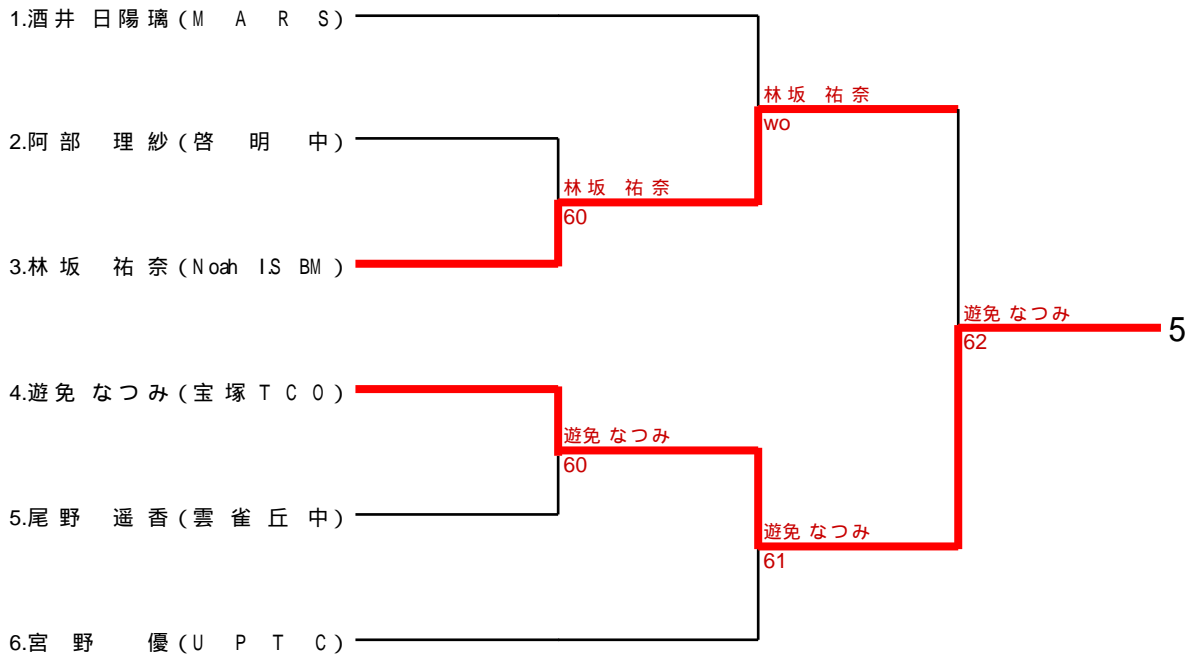 1.酒井 日陽璃(M A R S)
林坂 祐奈
wo
2.阿部 理紗(啓 明 中)
林坂 祐奈
60
3.林坂 祐奈(Noah I.S BM)
遊免 なつみ
62
5
4.遊免 なつみ(宝塚TCO)
遊免 なつみ
60
5.尾野 遥香(雲雀丘中)
遊免 なつみ
61
6.宮野 優(U P T C)